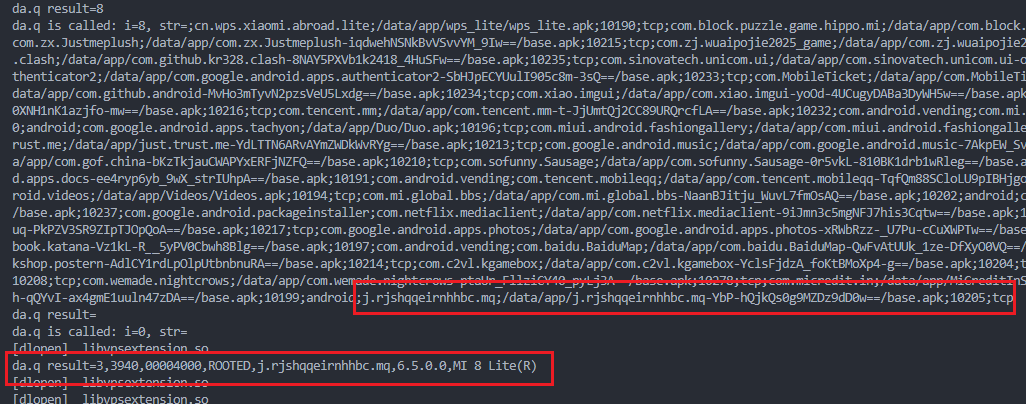 da.q result=8
da.q is called: i=8, str=;cn.wps.xiaomi.abroad.lite;/data/app/wps_lite/wps_lite.apk;10190;tcp;com.block.puzzle.game.hippo.mi;/data/app/com.block.
com.zx.Justmeplush;/data/app/com.zx.Justmeplush-iqdwehNSNkBvVSvvYM_9Iw==/base.apk;10215;tcp;com.zj.wuaipojie2025_game;/data/app/com.zj.wuaipojie2
.clash;/data/app/com.github.kr328.clash-8NAY5PXVb1k2418_4HuSFw==/base.apk;10235;tcp;com.sinovatech.unicom.ui;/data/app/com.sinovatech.unicom.ui-o
thenticator2;/data/app/com.google.android.apps.authenticator2-SbHJpECYUulI905c8m-3sQ==/base.apk;10233;tcp;com.MobileTicket;/data/app/com.MobileTi
data/app/com.github.android-MvHo3mTyvN2pzsVeU5Lxdg==/base.apk;10234;tcp;com.xiao.imgui;/data/app/com.xiao.imgui-yoOd-4UCugyDABa3DyWH5w==/base.apk
0XNH1nK1azjfo-mw==/base.apk;10216;tcp;com.tencent.mm;/data/app/com.tencent.mm-t-JjUmtQj2CC89URQrcfLA==/base.apk;10232;com.android.vending;com.mi.
0;android;com.google.android.apps.tachyon;/data/app/Duo/Duo.apk;10196;tcp;com.miui.android.fashiongallery;/data/app/com.miui.android.fashiongalle
rust.me;/data/app/just.trust.me-YdLTTN6ARvAYmZWDkWvRYg==/base.apk;10213;tcp;com.google.android.music;/data/app/com.google.android.music-7AkpEW_Sv
a/app/com.gof.china-bKzTkjauCWAPYxERFjNZFQ==/base.apk;10210;tcp;com.sofunny.Sausage;/data/app/com.sofunny.Sausage-0r5vkL-810BK1drb1wRleg==/base.a
d.apps.docs-ee4ryp6yb_9wX_strIUhpA==/base.apk;10191;com.android.vending;com.tencent.mobileqq;/data/app/com.tencent.mobileqq-TqfQm88SCloLU9pIBHjgo
roid.videos;/data/app/Videos/Videos.apk;10194;tcp;com.mi.global.bbs;/data/app/com.mi.global.bbs-NaanBJitju_WuvL7fmOsAQ==/base.apk;10202;android;c
/base.apk;10237;com.google.android.packageinstaller;com.netflix.mediaclient;/data/app/com.netflix.mediaclient-9iJmn3c5mgNFJ7his3Cqtw==/base.apk;1
uq-PkPZV3SR9ZIpTJOpQoA==/base.apk;10217;tcp;com.google.android.apps.photos;/data/app/com.google.android.apps.photos-xRWbRzz-_U7Pu-cCuXWPTw==/base
book.katana-Vz1kL-R__5yPV0Cbwh8Blg==/base.apk;10197;com.android.vending;com.baidu.BaiduMap;/data/app/com.baidu.BaiduMap-QwFvAtUUk_1ze-DfXyO0VQ==/
kshop.postern-AdlCY1rdLpOlpUtbnbnuRA==/base.apk;10214;tcp;com.c2vl.kgamebox;/data/app/com.c2vl.kgamebox-YclsFjdzA_foKtBMoXp4-g==/base.apk;10204;t
10208;tcp;com.wemade.nightcrows;/data/app/com.wemade.nightcrows-ptaUr_FllziGY40_pyLj3A==/base.apk;10278;tcp;com.micredit.in;/data/app/MiCreditInS
h-qQYvI-ax4gmE1uuln47zDA==/base.apk;10199;android;j.rjshqqeirnhhbc.mq;/data/app/j.rjshqqeirnhhbc.mq-YbP-hQjkQs0g9MZDz9dD0w==/base.apk;10205;tcp
da.q result=
da.q is called: i=0, str=
[dlopen] libvpsextension.so
da.q result=3,3940,00004000,ROOTED,j.rjshqqeirnhhbc.mq,6.5.0.0,MI 8 Lite(R)
[dlopen] libvpsextension.so
[dlopen] libvpsextension.so